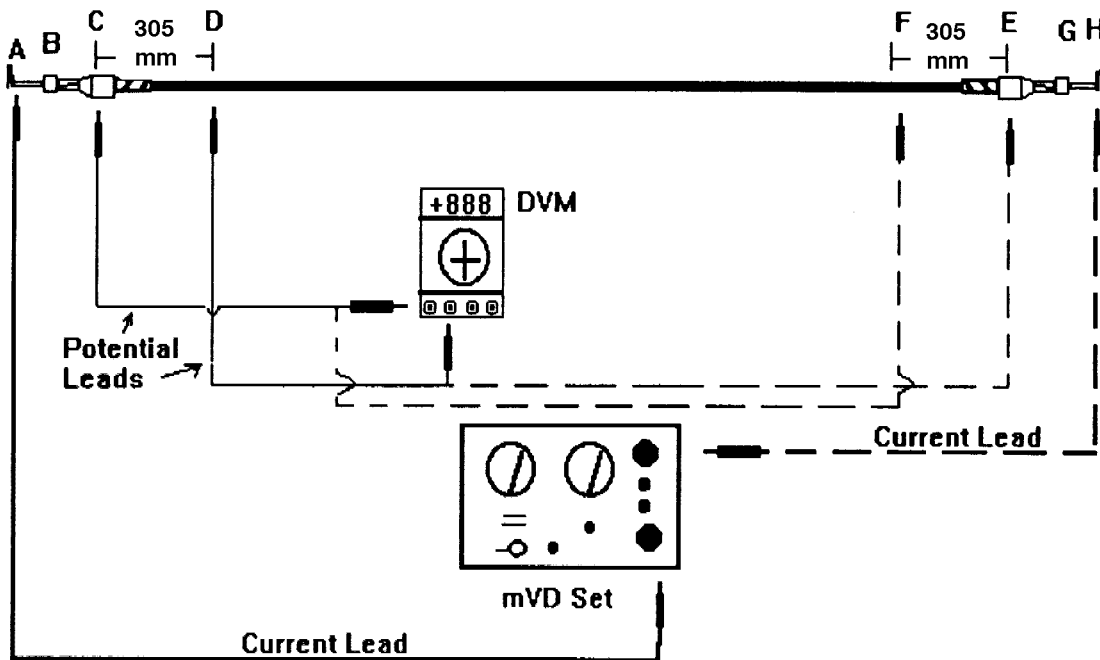 A B C 305 mm D F 305 mm E G H
+888 DVM
Potential
Leads
Current Lead
mVD Set
Current Lead